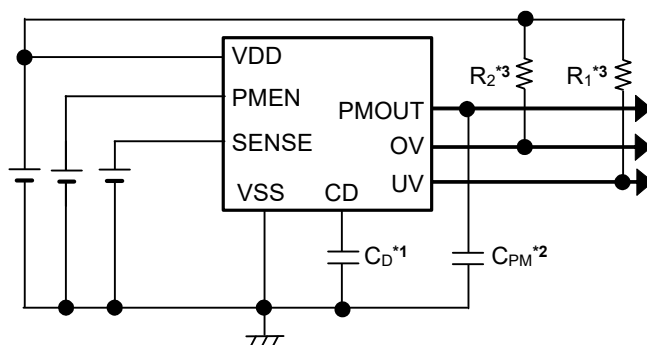 VDD
PMEN
SENSE
VSS
CD
PMOUT
OV
UV
R2*3
R1*3
CD*1
CPM*2